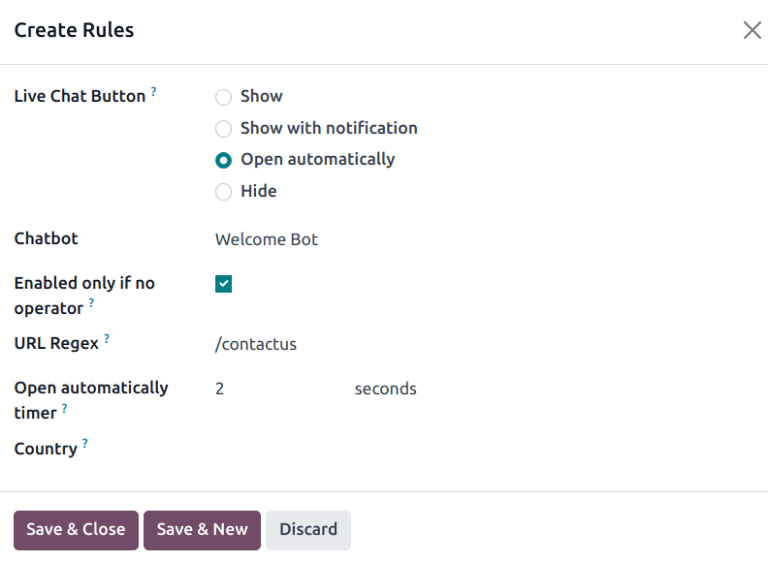 Create Rules
Live Chat Button ?
Show
Show with notification
Open automatically
Hide
Chatbot
Welcome Bot
Enabled only if no
operator ?
URL Regex ?
/contactus
Open automatically
timer ?
2 seconds
Country ?
Save & Close
Save & New
Discard